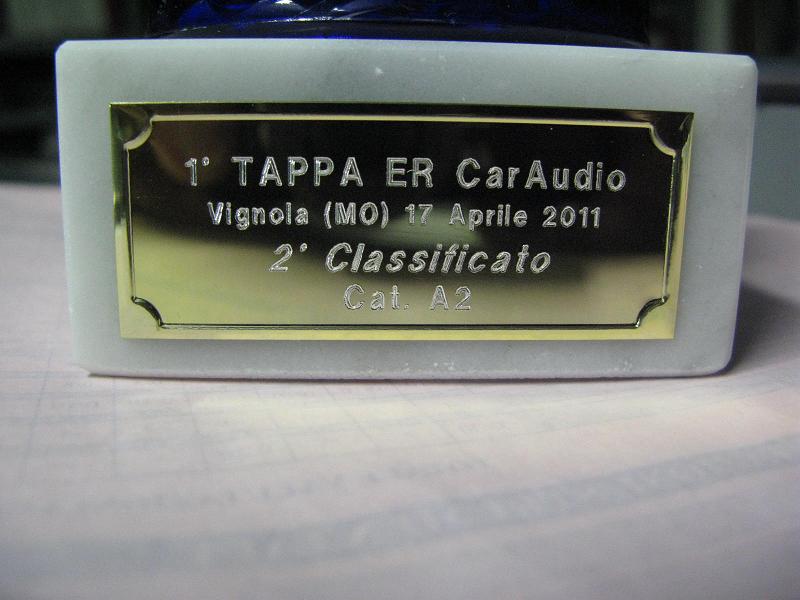 1° TAPPA ER CarAudio
Vignola (MO) 17 Aprile 2011
2° Classificato
Cat. A2